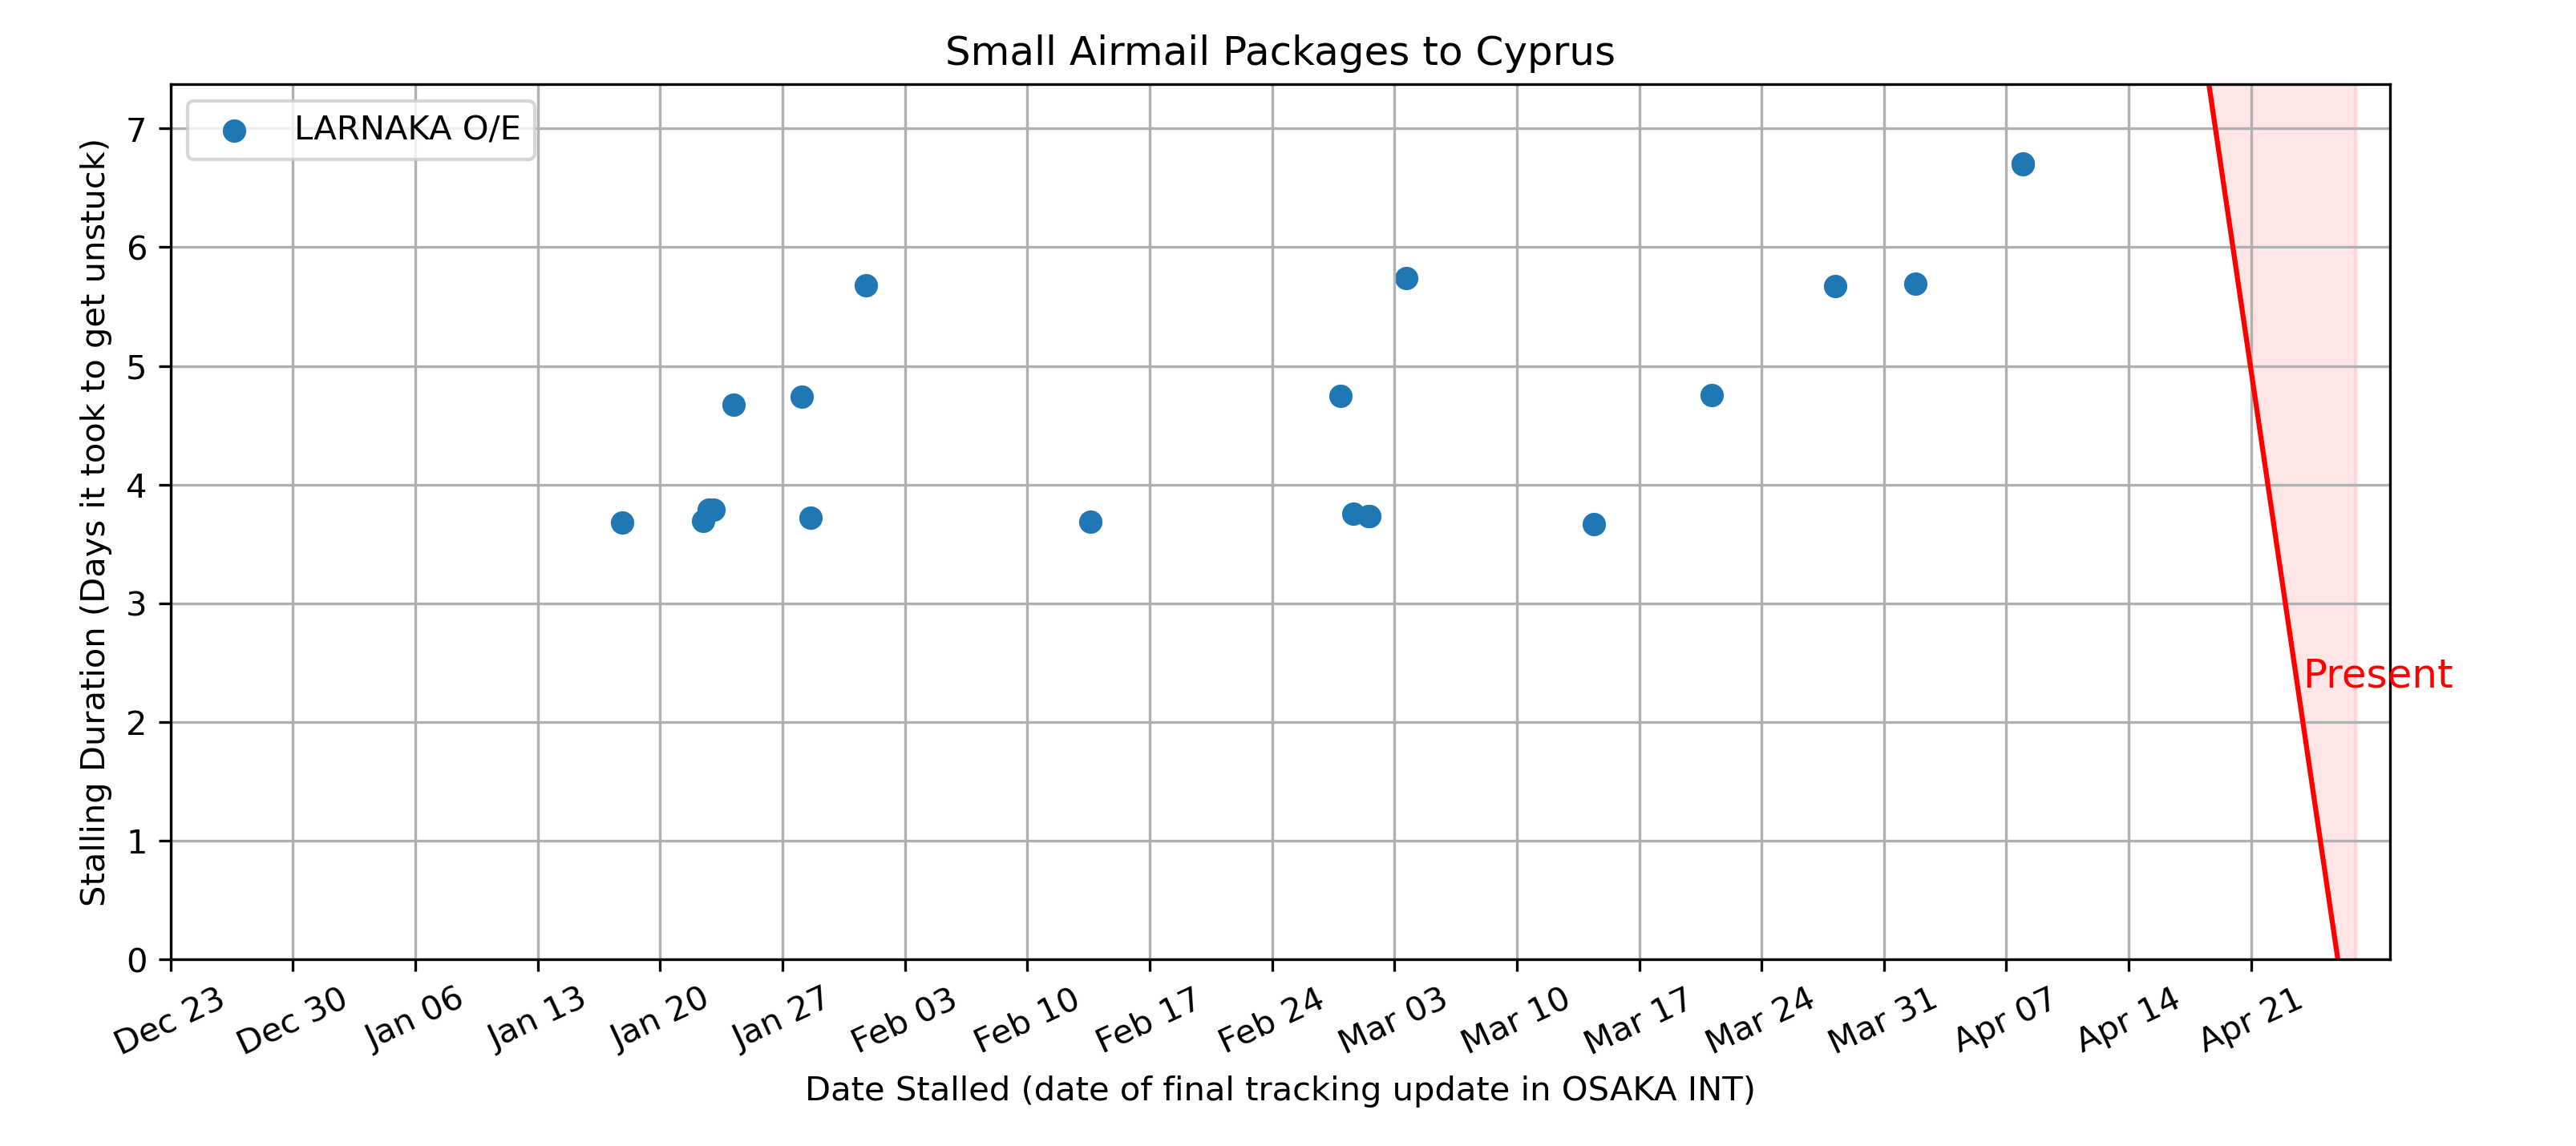 Small Airmail Packages to Cyprus
LARNAKA O/E
Stalling Duration (Days it took to get unstuck)
7
6
5
4
3
2
1
0
Present
Dec 23
Dec 30
Jan 06
Jan 13
Jan 20
Jan 27
Feb 03
Feb 10
Feb 17
Feb 24
Mar 03
Mar 10
Mar 17
Mar 24
Mar 31
Apr 07
Apr 14
Apr 21
Date Stalled (date of final tracking update in OSAKA INT)